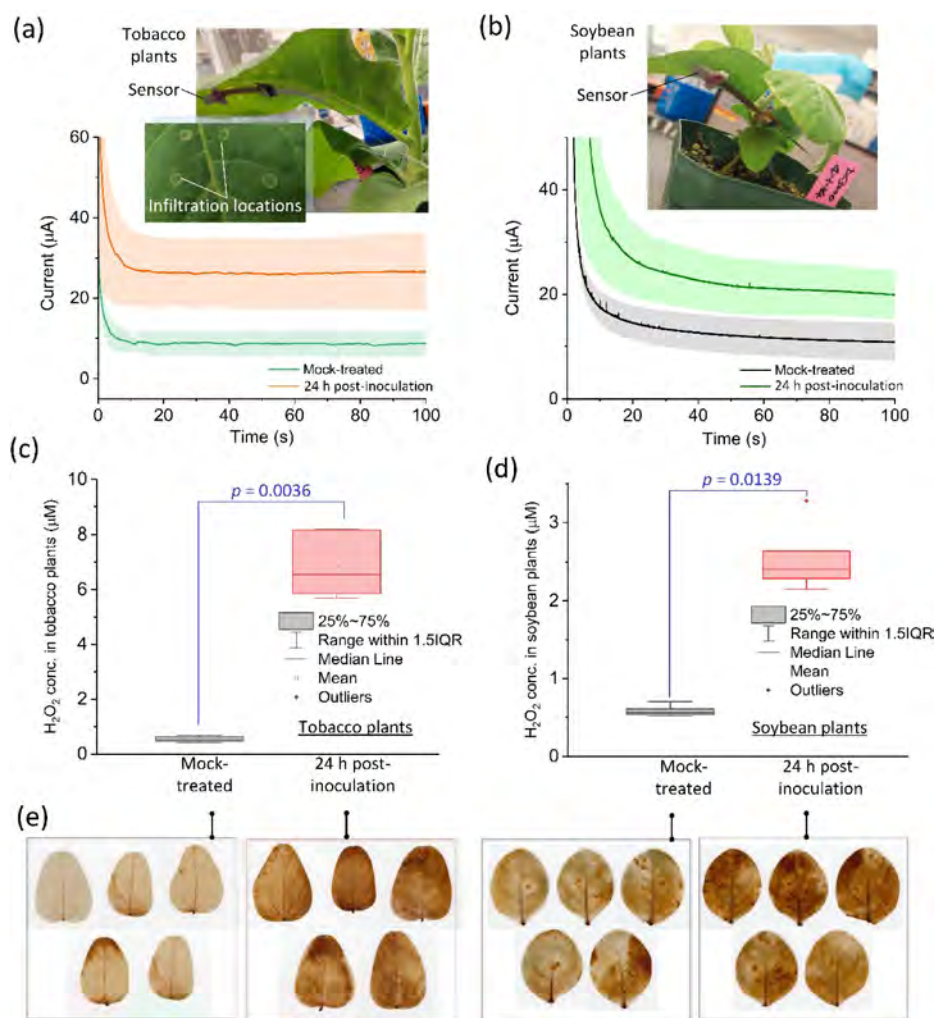 (a)
Tobacco
plants
Sensor
Infiltration locations
60
40
20
0
Current (µA)
Mock-treated
24 h post-inoculation
0 20 40 60 80 100
Time (s)
(b)
Soybean
plants
Sensor
40
20
0
Current (µA)
Mock-treated
24 h post-inoculation
0 20 40 60 80 100
Time (s)
(c)
10
8
6
4
2
0
H₂O₂ conc. in tobacco plants (µM)
p = 0.0036
25%~75%
Range within 1.5IQR
Median Line
Mean
Outliers
Tobacco plants
Mock-
treated
24 h post-
inoculation
(d)
3
2
1
0
H₂O₂ conc. in soybean plants (µM)
p = 0.0139
25%~75%
Range within 1.5IQR
Median Line
Mean
Outliers
Soybean plants
Mock-
treated
24 h post-
inoculation
(e)